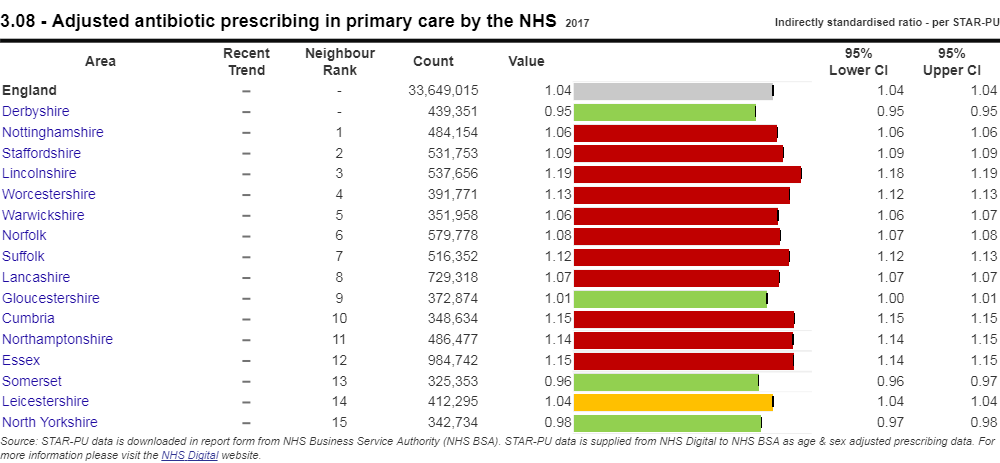 3.08 - Adjusted antibiotic prescribing in primary care by the NHS 2017 Indirectly standardised ratio - per STAR-PU
Area Recent Trend Neighbour Rank Count Value 95% Lower CI 95% Upper CI
England – - 33,649,015 1.04 1.04 1.04
Derbyshire – - 439,351 0.95 0.95 0.95
Nottinghamshire – 1 484,154 1.06 1.06 1.06
Staffordshire – 2 531,753 1.09 1.09 1.09
Lincolnshire – 3 537,656 1.19 1.18 1.19
Worcestershire – 4 391,771 1.13 1.12 1.13
Warwickshire – 5 351,958 1.06 1.06 1.07
Norfolk – 6 579,778 1.08 1.07 1.08
Suffolk – 7 516,352 1.12 1.12 1.13
Lancashire – 8 729,318 1.07 1.07 1.07
Gloucestershire – 9 372,874 1.01 1.00 1.01
Cumbria – 10 348,634 1.15 1.15 1.15
Northamptonshire – 11 486,477 1.14 1.14 1.15
Essex – 12 984,742 1.15 1.14 1.15
Somerset – 13 325,353 0.96 0.96 0.97
Leicestershire – 14 412,295 1.04 1.04 1.04
North Yorkshire – 15 342,734 0.98 0.97 0.98
Source: STAR-PU data is downloaded in report form from NHS Business Service Authority (NHS BSA). STAR-PU data is supplied from NHS Digital to NHS BSA as age & sex adjusted prescribing data. For
more information please visit the NHS Digital website.